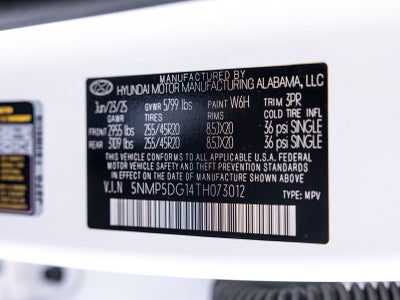 MANUFACTURED BY
HYUNDAI MOTOR MANUFACTURING ALABAMA, LLC
Jun/23/25 GVWR 5799 lbs PAINT W6H TRIM 3PR
GAWR TIRES RIMS COLD TIRE INFL
FRONT 2955 lbs 255/45R20 8.5JX20 36 psi SINGLE
REAR 3109 lbs 255/45R20 8.5JX20 36 psi SINGLE
THIS VEHICLE CONFORMS TO ALL APPLICABLE U.S.A. FEDERAL
MOTOR VEHICLE SAFETY AND THEFT PREVENTION STANDARDS
IN EFFECT ON THE DATE OF MANUFACTURE SHOWN ABOVE.
V.I.N 5NMP5DG14TH073012 TYPE: MPV